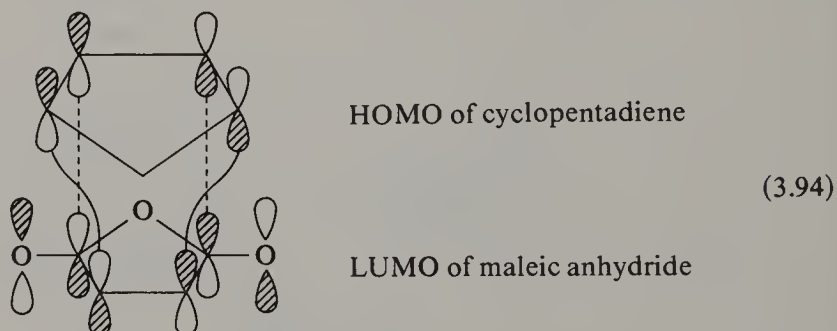 HOMO of cyclopentadiene
(3.94)
O
O
O
LUMO of maleic anhydride